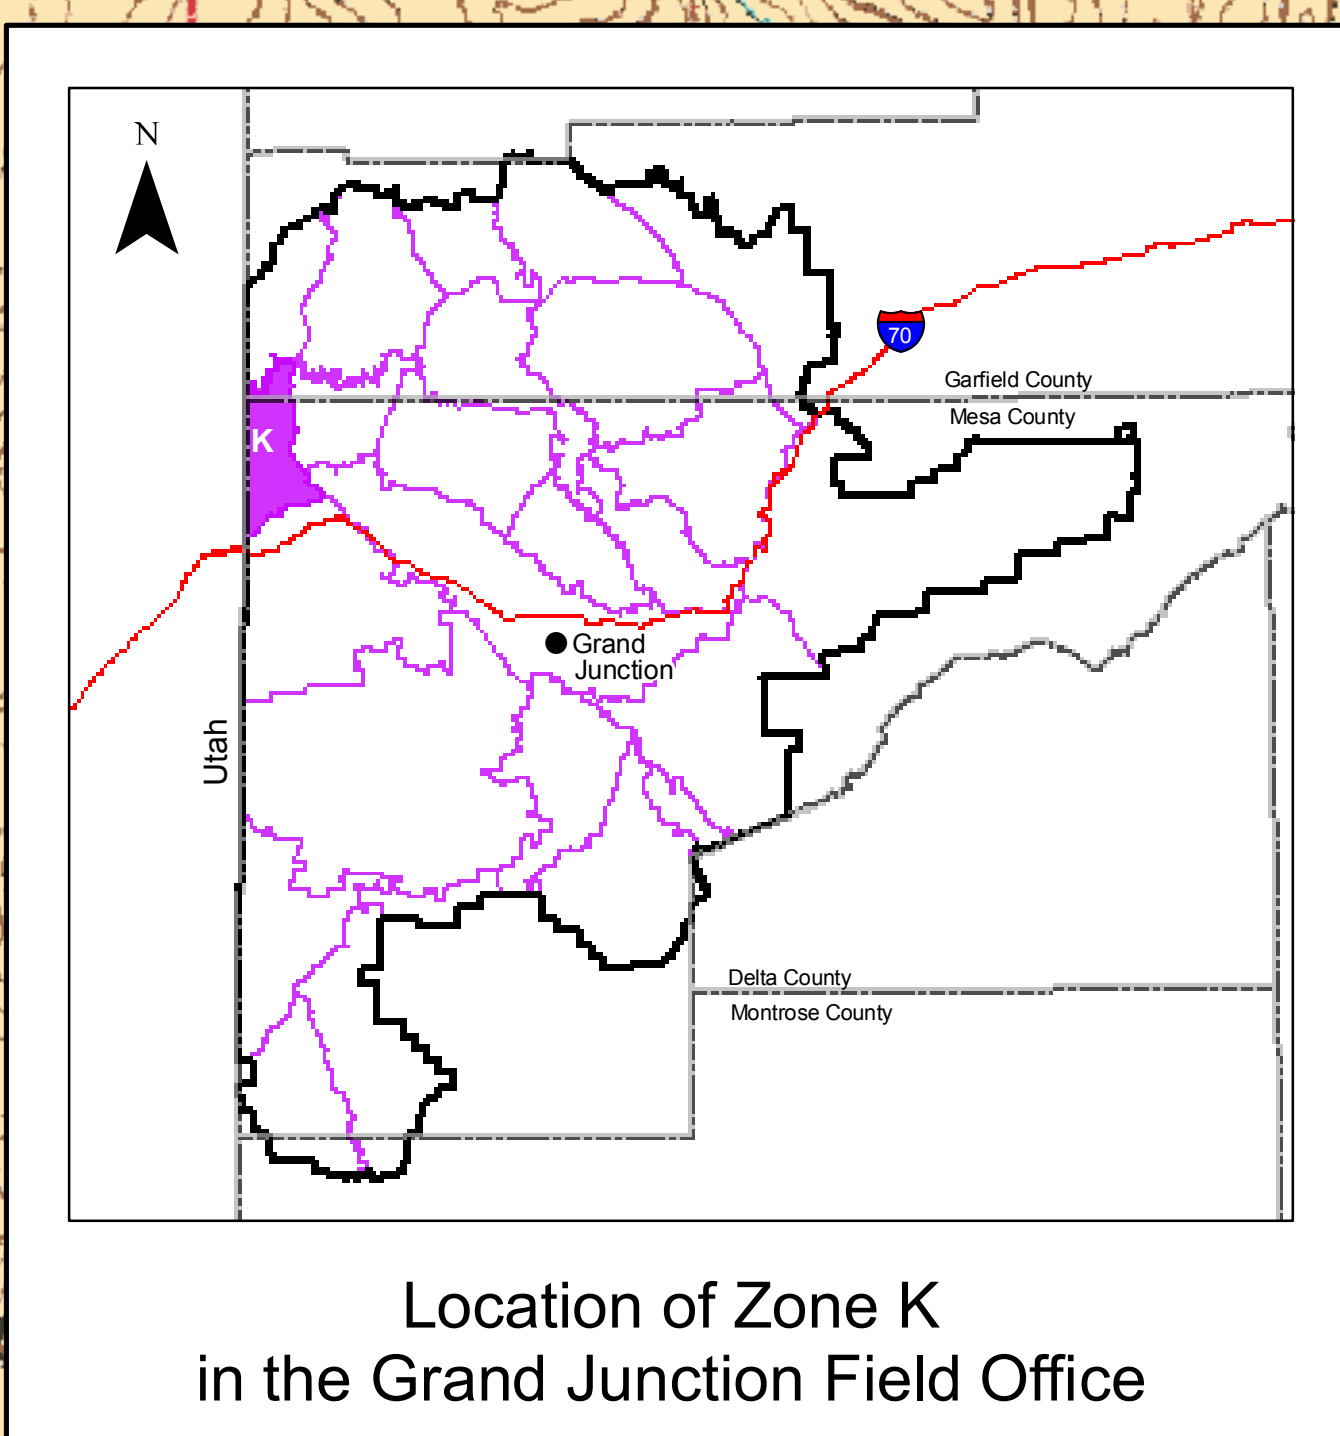 N
70
Garfield County
Mesa County
K
Grand
Junction
Utah
Delta County
Montrose County
Location of Zone K
in the Grand Junction Field Office